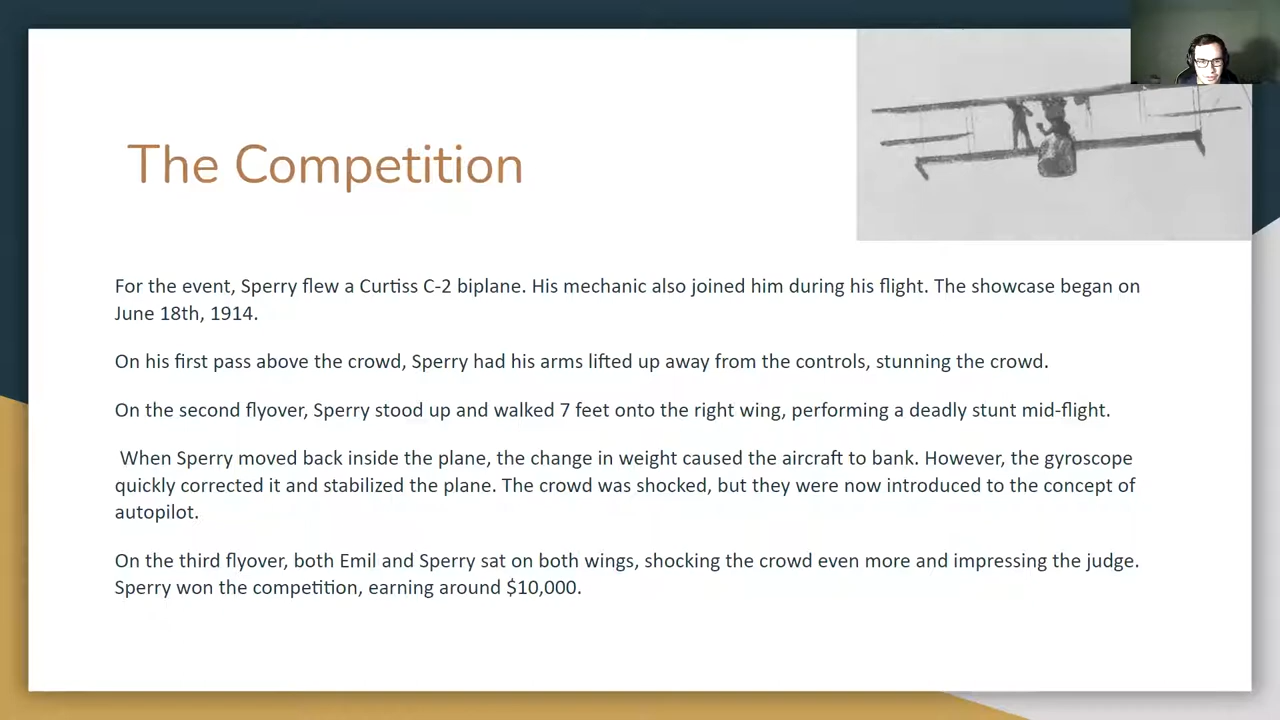 The Competition
For the event, Sperry flew a Curtiss C-2 biplane. His mechanic also joined him during his flight. The showcase began on
June 18th, 1914.
On his first pass above the crowd, Sperry had his arms lifted up away from the controls, stunning the crowd.
On the second flyover, Sperry stood up and walked 7 feet onto the right wing, performing a deadly stunt mid-flight.
When Sperry moved back inside the plane, the change in weight caused the aircraft to bank. However, the gyroscope
quickly corrected it and stabilized the plane. The crowd was shocked, but they were now introduced to the concept of
autopilot.
On the third flyover, both Emil and Sperry sat on both wings, shocking the crowd even more and impressing the judge.
Sperry won the competition, earning around $10,000.